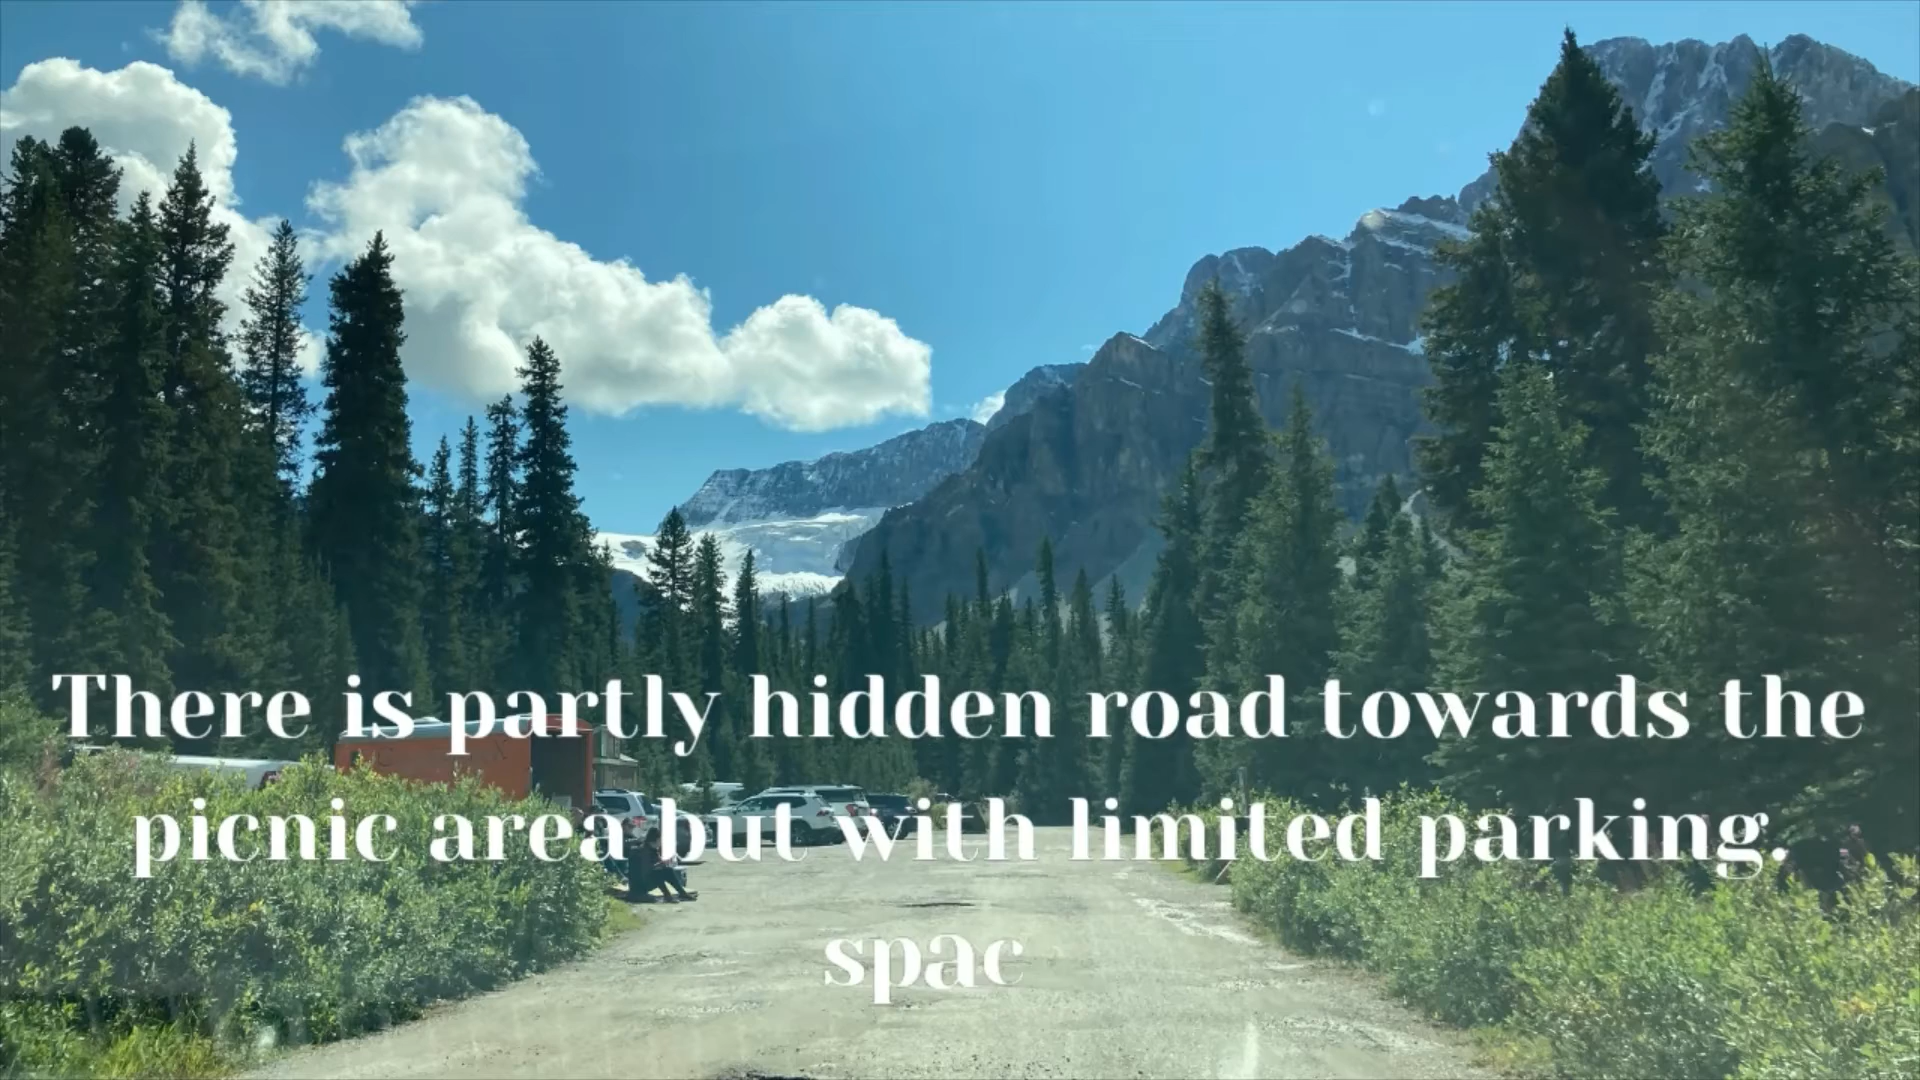 There is partly hidden road towards the
picnic area but with limited parking.
spac